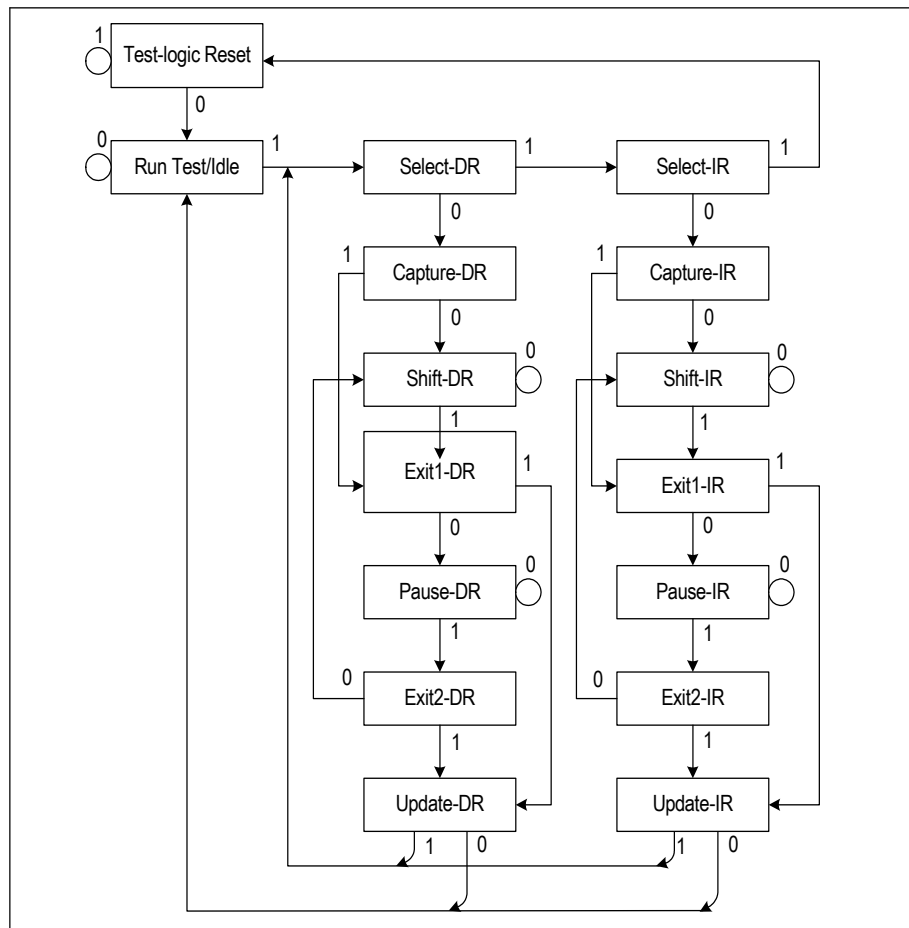 1
Test-logic Reset
0
0
Run Test/Idle
1
Select-DR
1
Select-IR
1
0
0
1
Capture-DR
1
Capture-IR
0
0
Shift-DR
0
Shift-IR
0
1
1
Exit1-DR
1
Exit1-IR
1
0
0
Pause-DR
0
Pause-IR
0
1
1
0
Exit2-DR
0
Exit2-IR
1
1
Update-DR
Update-IR
1
0
1
0